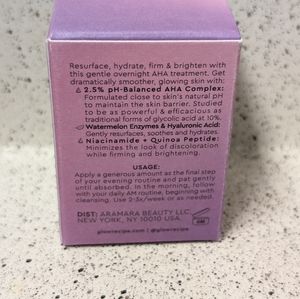 Resurface, hydrate, firm & brighten with
this gentle overnight AHA treatment. Get
dramatically smoother, glowing skin with:
2.5% pH-Balanced AHA Complex:
Formulated close to skin's natural pH
to maintain the skin barrier. Studied
to be as powerful & efficacious as
traditional forms of glycolic acid at 10%.
Watermelon Enzymes & Hyaluronic Acid:
Gently resurfaces, soothes and hydrates.
Niacinamide + Quinoa Peptide:
Minimizes the look of discoloration
while firming and brightening.
USAGE:
Apply a generous amount as the final step
of your evening routine and pat gently
until absorbed. In the morning, follow
with your daily AM routine, beginning with
cleansing. Use 2-3x/week or as needed.
DIST: ARAMARA BEAUTY LLC
NEW YORK, NY 10010 USA
glowrecipe.com | @glowrecipe